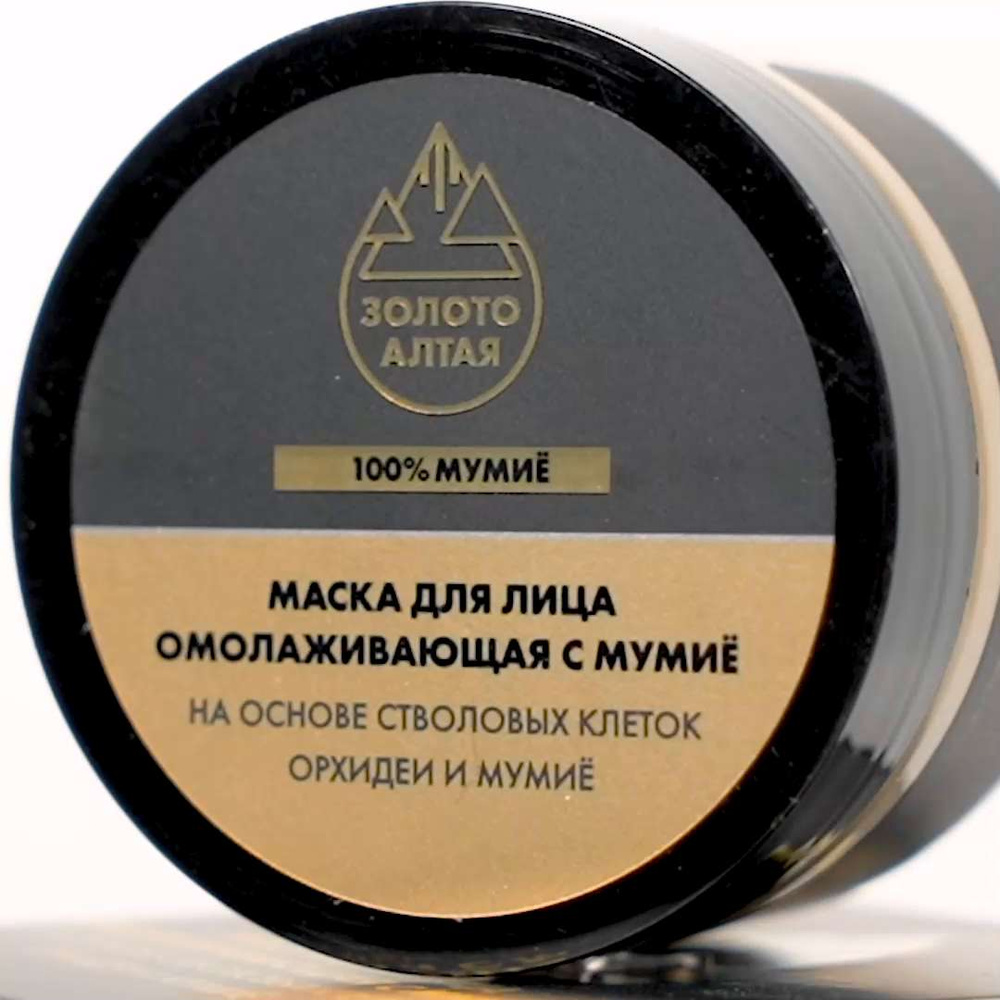 ЗОЛОТО
АЛТАЯ
100% МУМИЁ
МАСКА ДЛЯ ЛИЦА
ОМОЛАЖИВАЮЩАЯ С МУМИЁ
НА ОСНОВЕ СТВОЛОВЫХ КЛЕТОК
ОРХИДЕИ И МУМИЁ